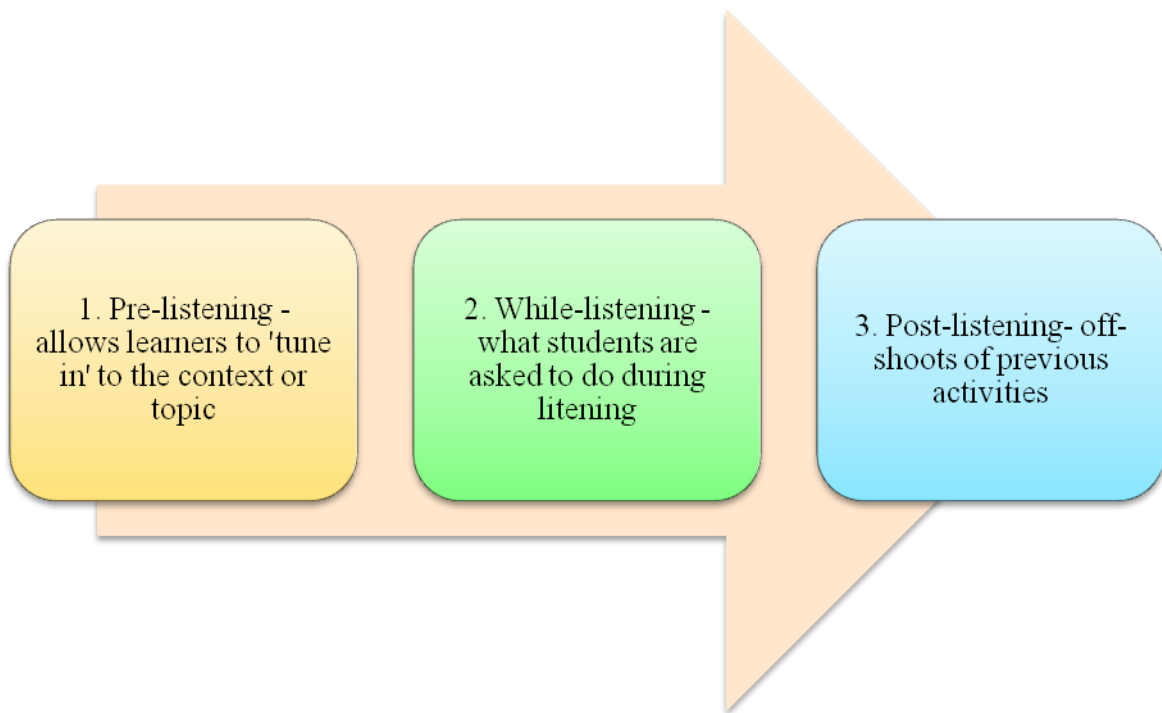 1. Pre-listening -
allows learners to 'tune
in' to the context or
topic
2. While-listening -
what students are
asked to do during
litening
3. Post-listening- off-
shoots of previous
activities